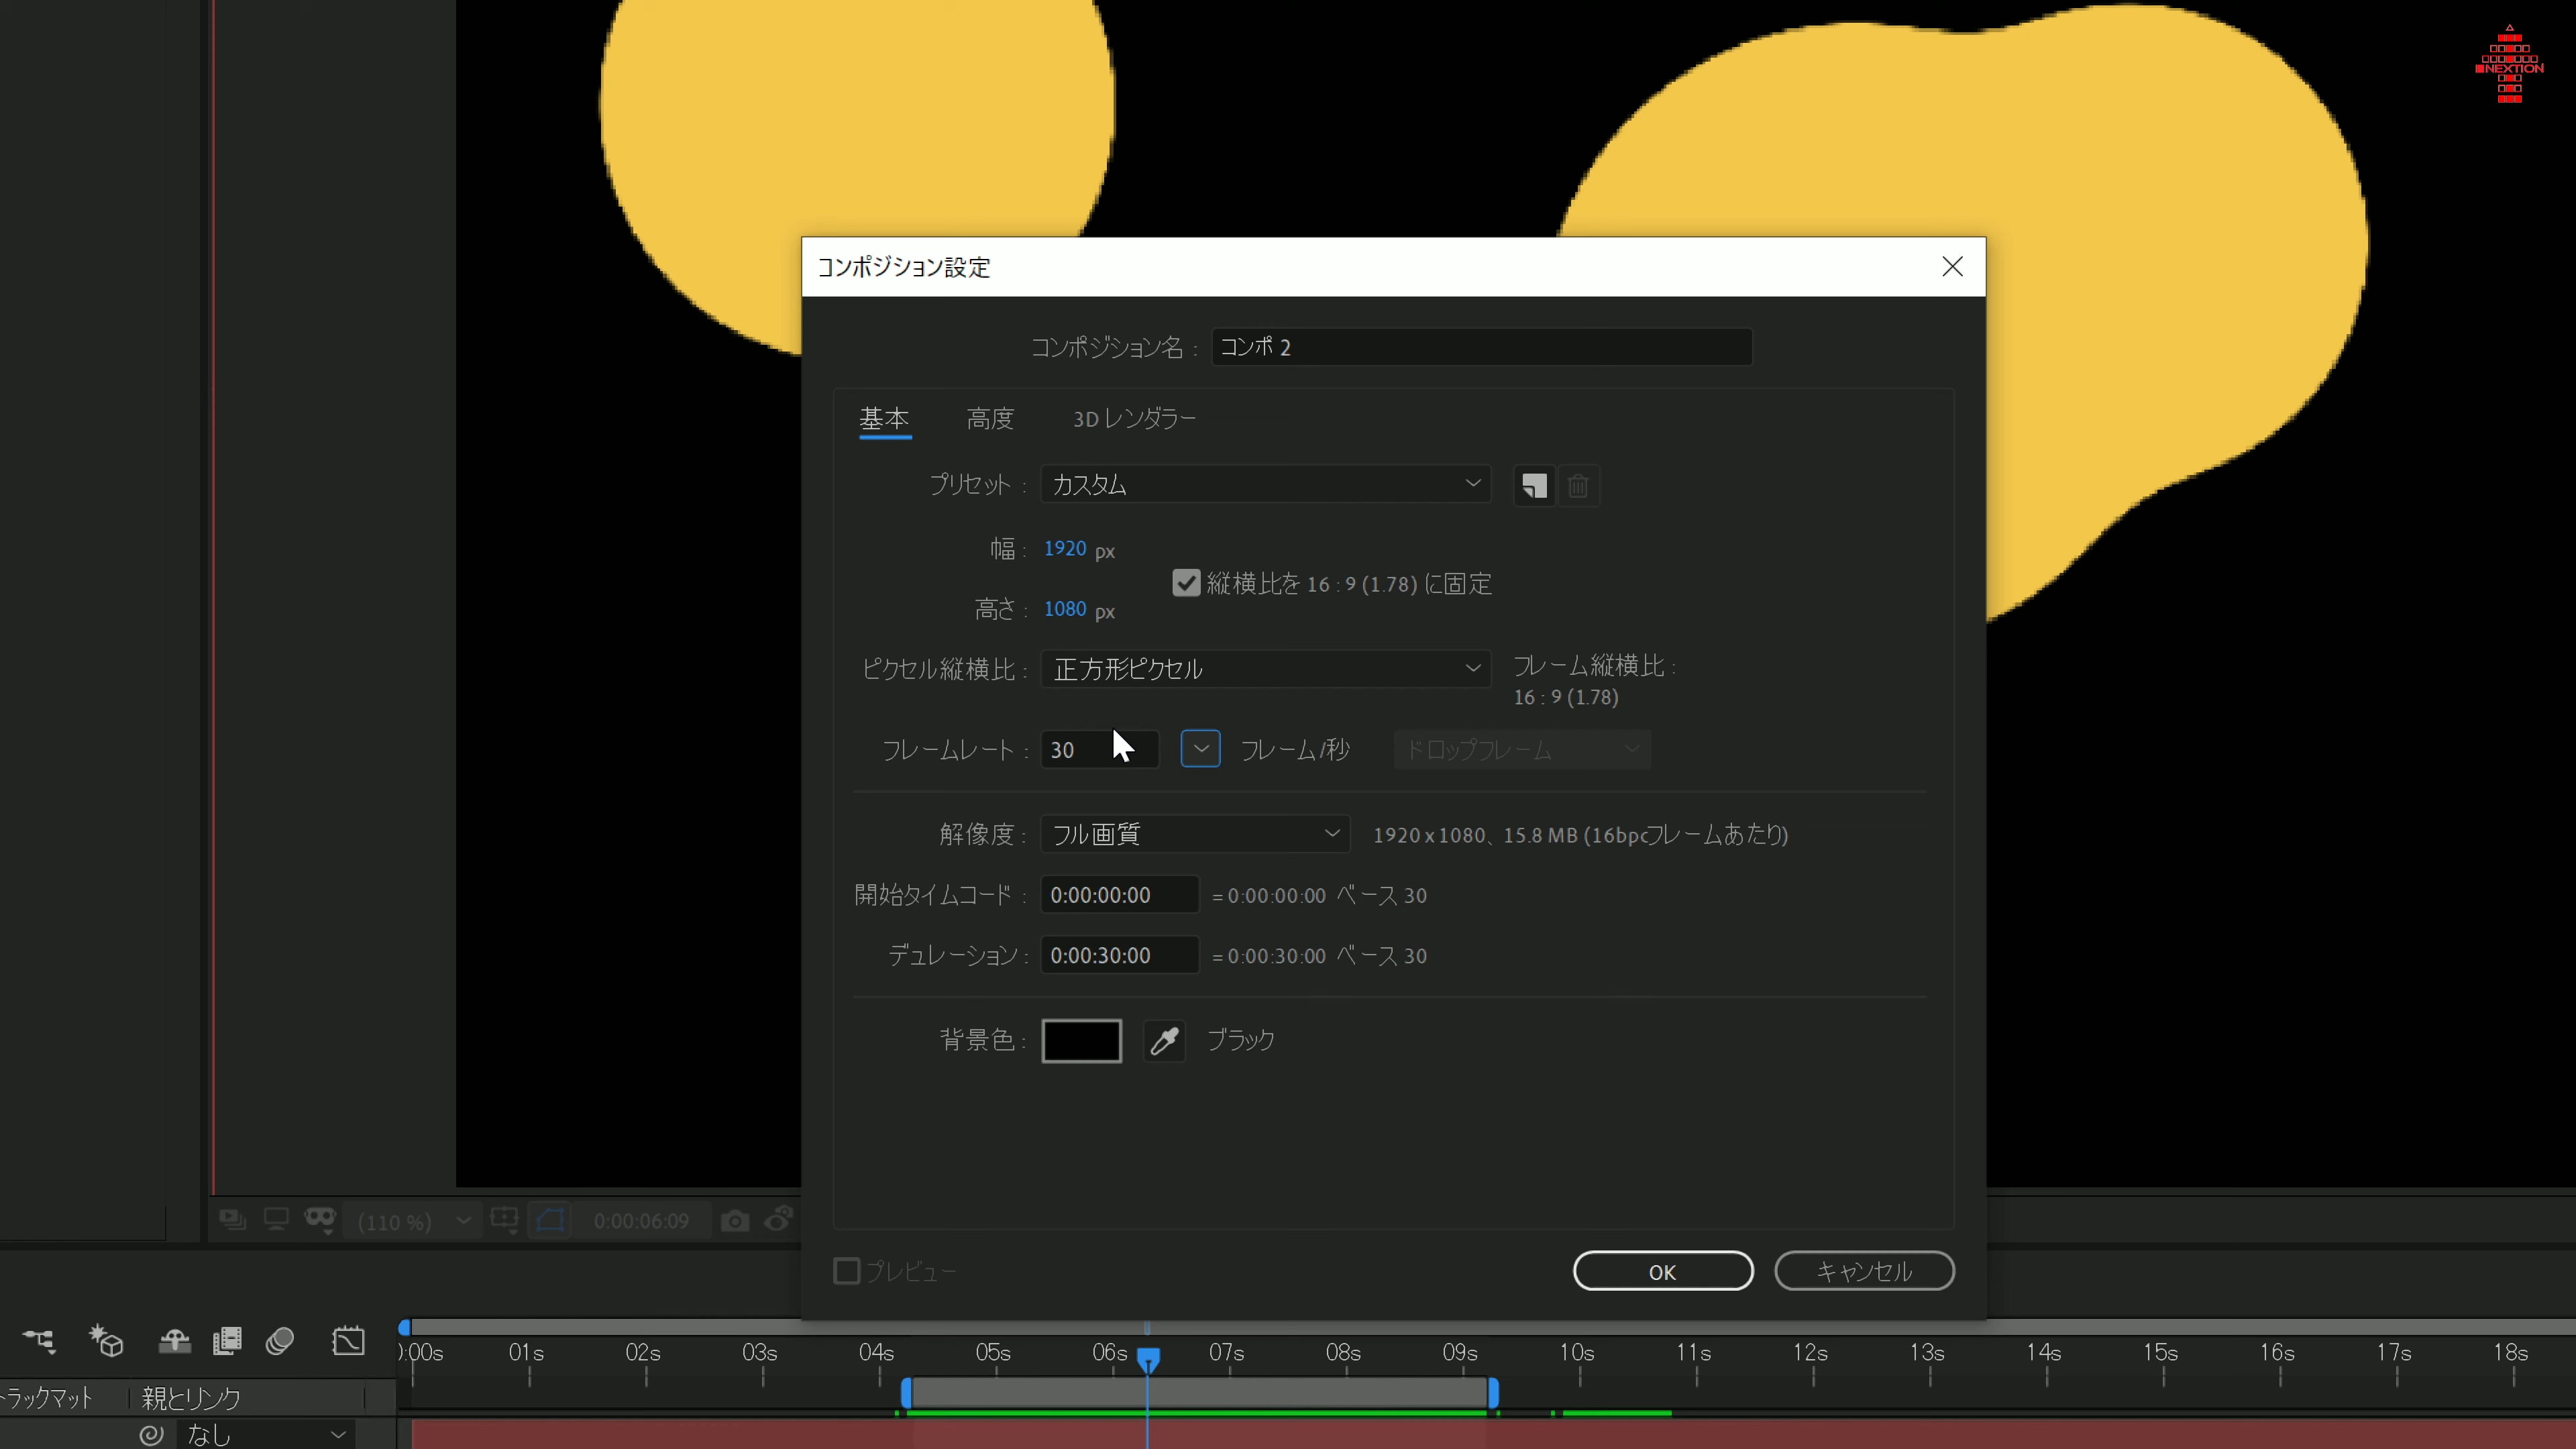 NEXTION
コンポジション設定
コンポジション名 : コンポ 2
基本 高度 3D レンダラー
プリセット : カスタム
幅 : 1920 px
縦横比を 16 : 9 (1.78) に固定
高さ : 1080 px
ピクセル縦横比 : 正方形ピクセル
フレーム縦横比 :
16 : 9 (1.78)
フレームレート : 30 フレーム/秒 ドロップフレーム
解像度 : フル画質 1920 x 1080、15.8 MB (16bpcフレームあたり)
開始タイムコード : 0:00:00:00 = 0:00:00:00 ベース 30
デュレーション : 0:00:30:00 = 0:00:30:00 ベース 30
背景色 : ブラック
(110 %) 0:00:06:09
プレビュー OK キャンセル
):00s 01s 02s 03s 04s 05s 06s 07s 08s 09s 10s 11s 12s 13s 14s 15s 16s 17s 18s
トラックマット 親とリンク
なし